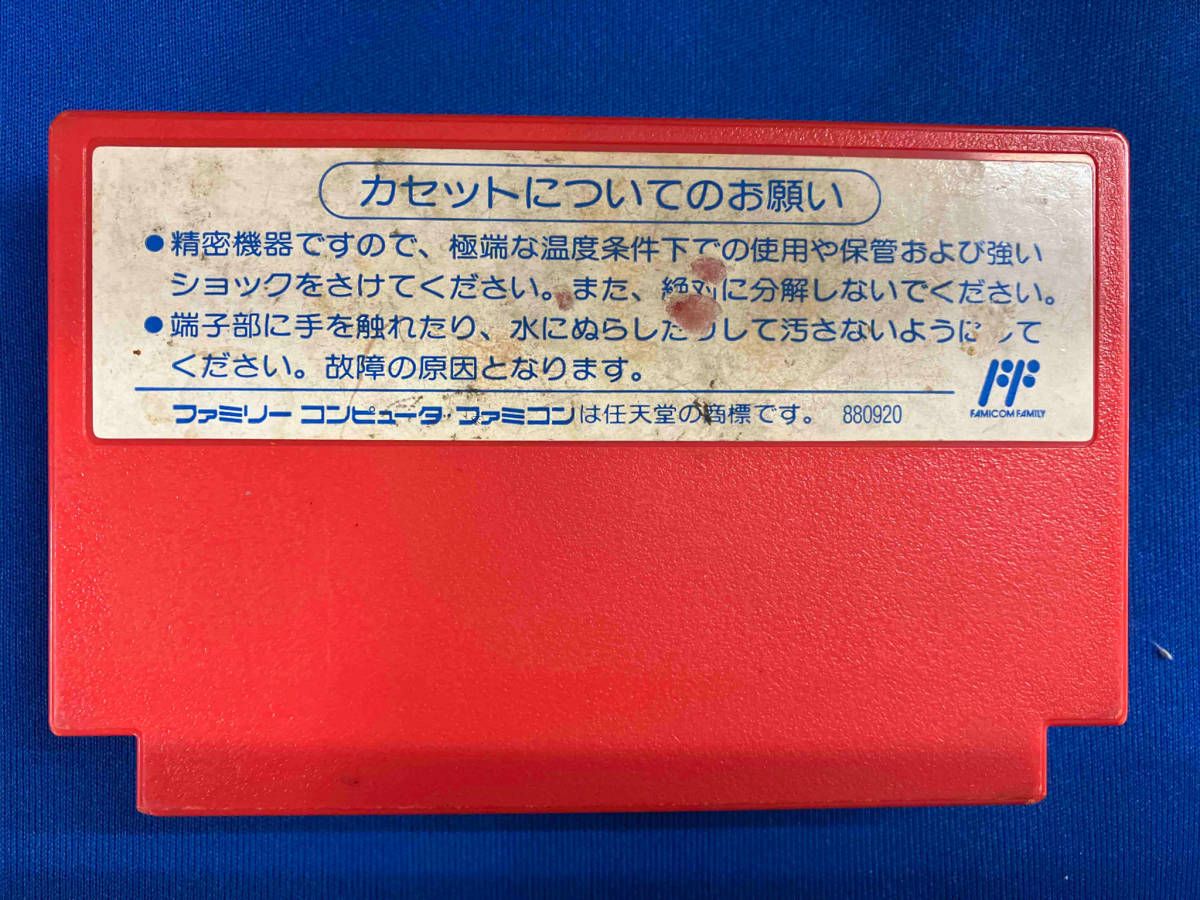 カセットについてのお願い
●精密機器ですので、極端な温度条件下での使用や保管および強い
ショックをさけてください。また、絶対に分解しないでください。
●端子部に手を触れたり、水にぬらしたりして汚さないようにして
ください。故障の原因となります。
FAMICOM FAMILY
ファミリー コンピュータ・ファミコンは任天堂の商標です。 880920